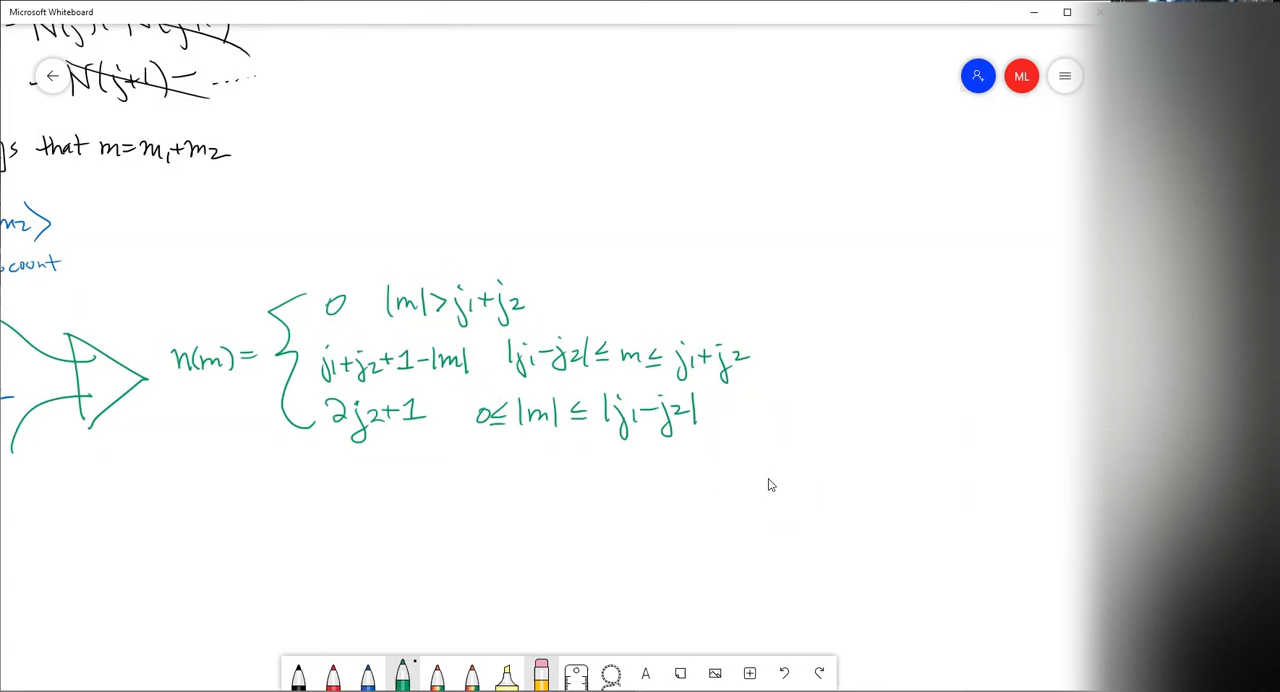 Microsoft Whiteboard
N(j+1) - ....
that m=m₁+m₂
m₂⟩
count
0 |m|>j₁+j₂
n(m)= j₁+j₂+1-|m| |j₁-j₂| ≤ m ≤ j₁+j₂
2j₂+1 0≤ |m| ≤ |j₁-j₂|
ML
A